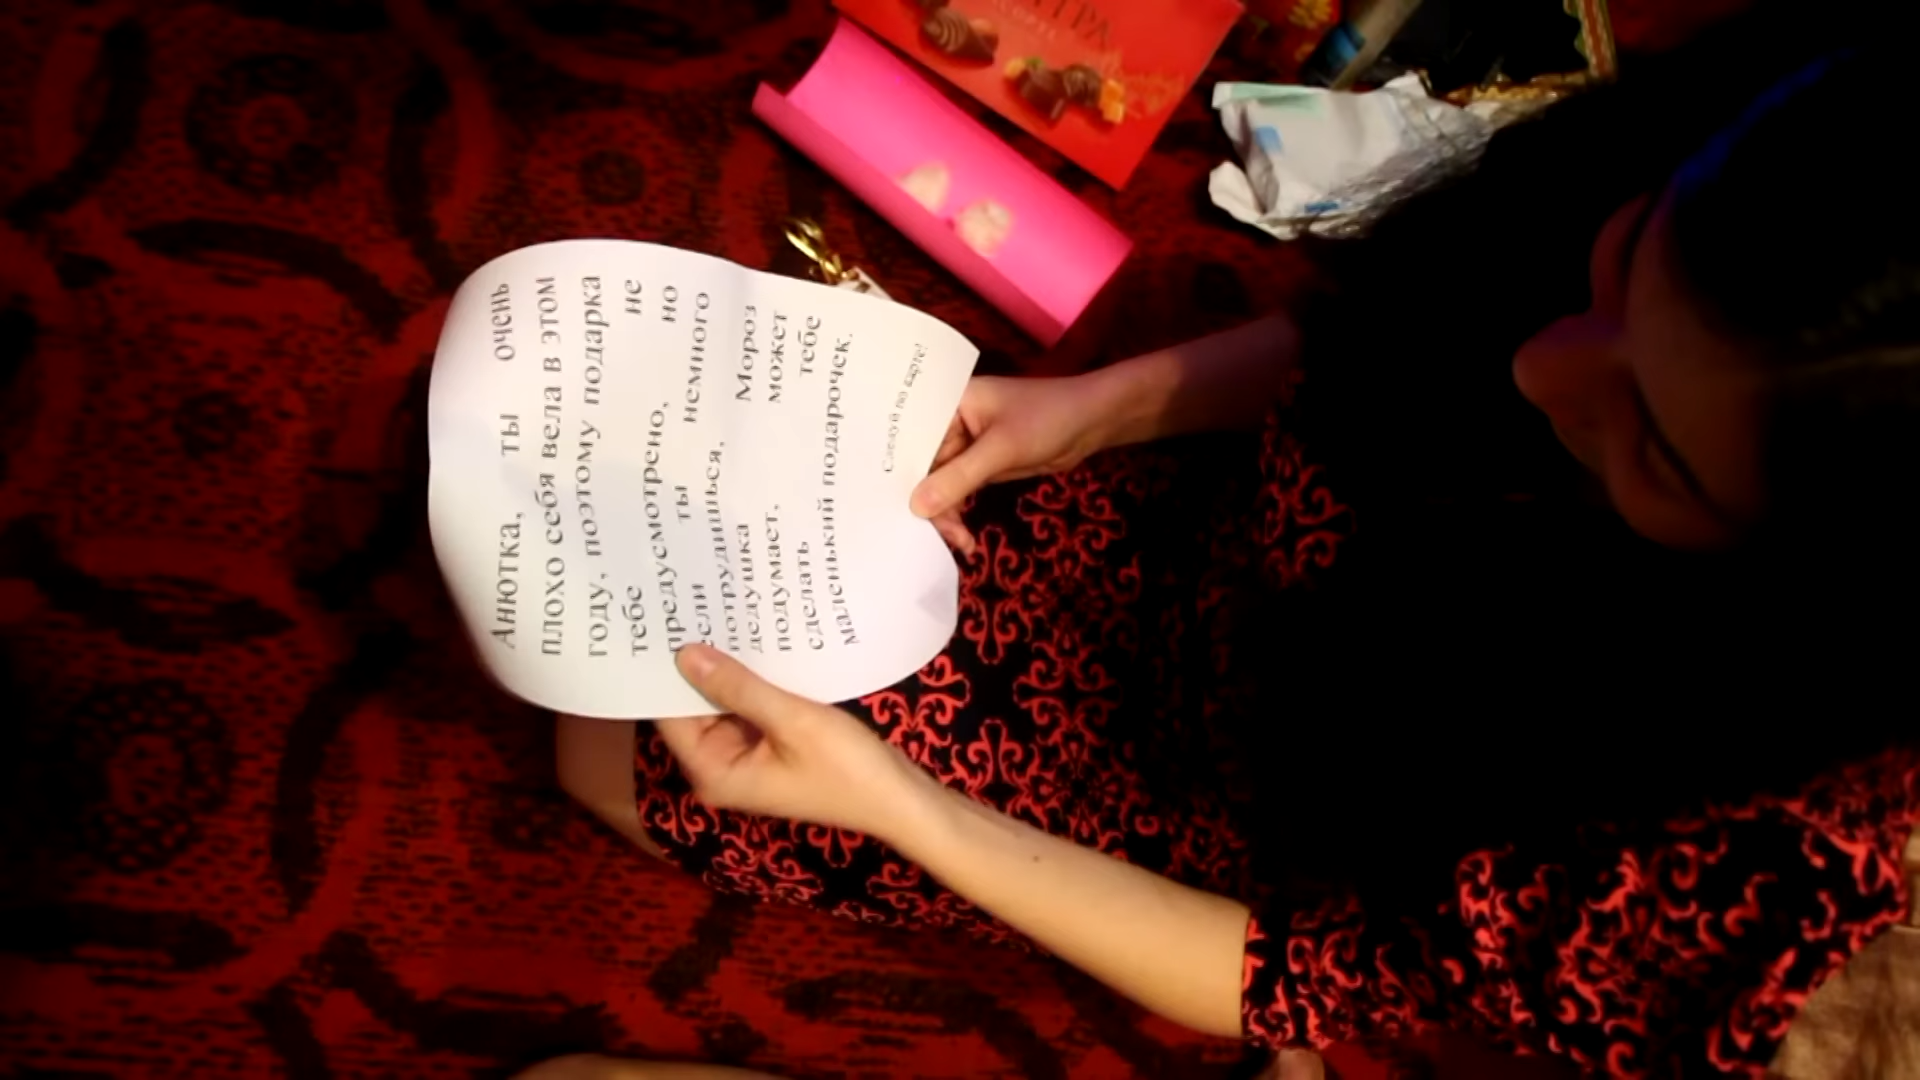 Анютка, ты очень
плохо себя вела в этом
году, поэтому подарка
тебе не
предусмотрено, но
если ты немного
потрудишься,
дедушка Мороз
подумает, может
сделать тебе
маленький подарочек.
Следуй по карте!